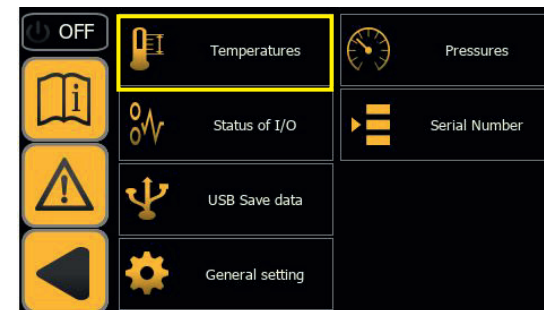 OFF
Temperatures
Pressures
Status of I/O
Serial Number
USB Save data
General setting